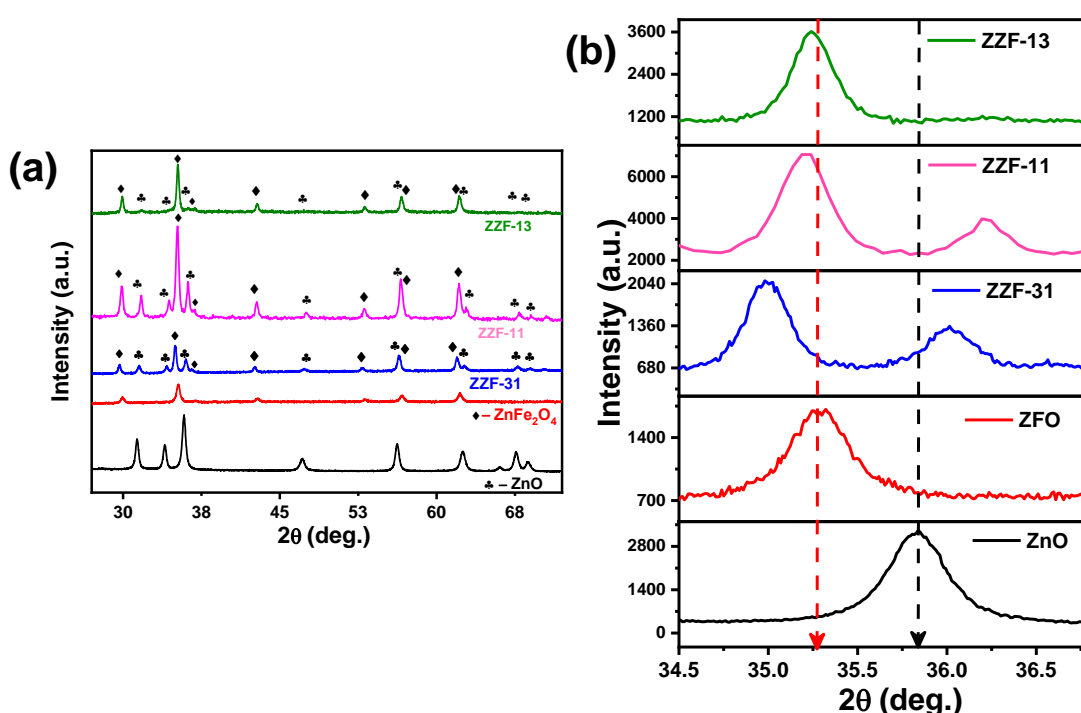 (a)
Intensity (a.u.)
ZZF-13
ZZF-11
ZZF-31
♦– ZnFe₂O₄
♣ – ZnO
30 38 45 53 60 68
2θ (deg.)
(b)
Intensity (a.u.)
ZZF-13
3600
2400
1200
ZZF-11
6000
4000
2000
ZZF-31
2040
1360
680
ZFO
1400
700
ZnO
2800
1400
0
34.5 35.0 35.5 36.0 36.5
2θ (deg.)